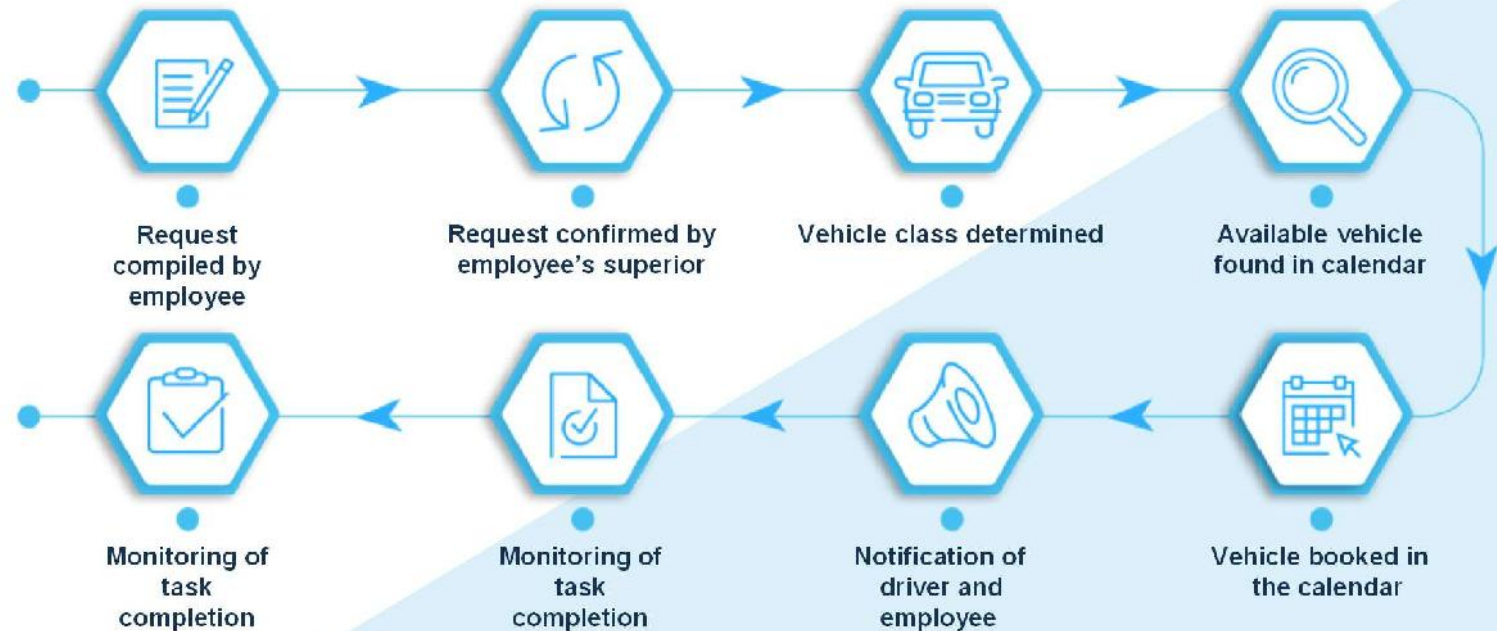 Request
compiled by
employee
Request confirmed by
employee's superior
Vehicle class determined
Available vehicle
found in calendar
Monitoring of
task
completion
Monitoring of
task
completion
Notification of
driver and
employee
Vehicle booked in
the calendar